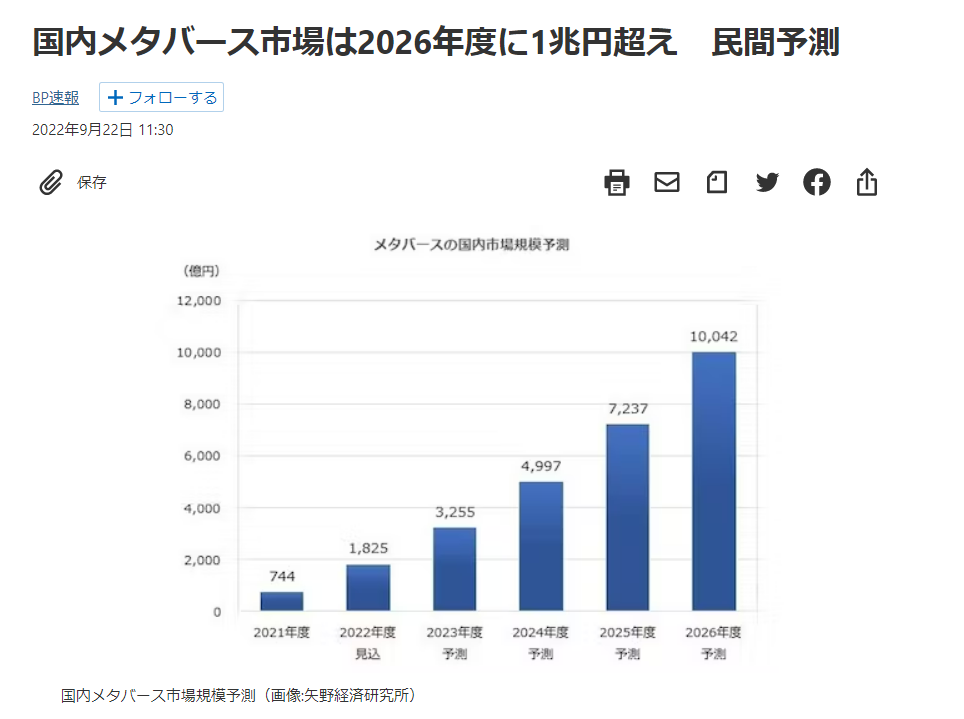 国内メタバース市場は2026年度に1兆円超え　民間予測
BP速報 フォローする
2022年9月22日 11:30
保存
メタバースの国内市場規模予測
（億円）
12,000
10,000
8,000
6,000
4,000
2,000
0
744
1,825
3,255
4,997
7,237
10,042
2021年度 2022年度 2023年度 2024年度 2025年度 2026年度
見込 予測 予測 予測 予測
国内メタバース市場規模予測（画像:矢野経済研究所）